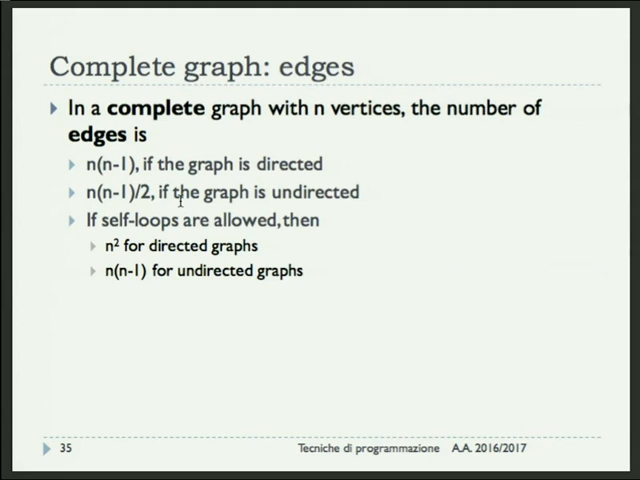 Complete graph: edges
In a complete graph with n vertices, the number of
edges is
n(n-1), if the graph is directed
n(n-1)/2, if the graph is undirected
If self-loops are allowed, then
n² for directed graphs
n(n-1) for undirected graphs
35
Tecniche di programmazione A.A. 2016/2017